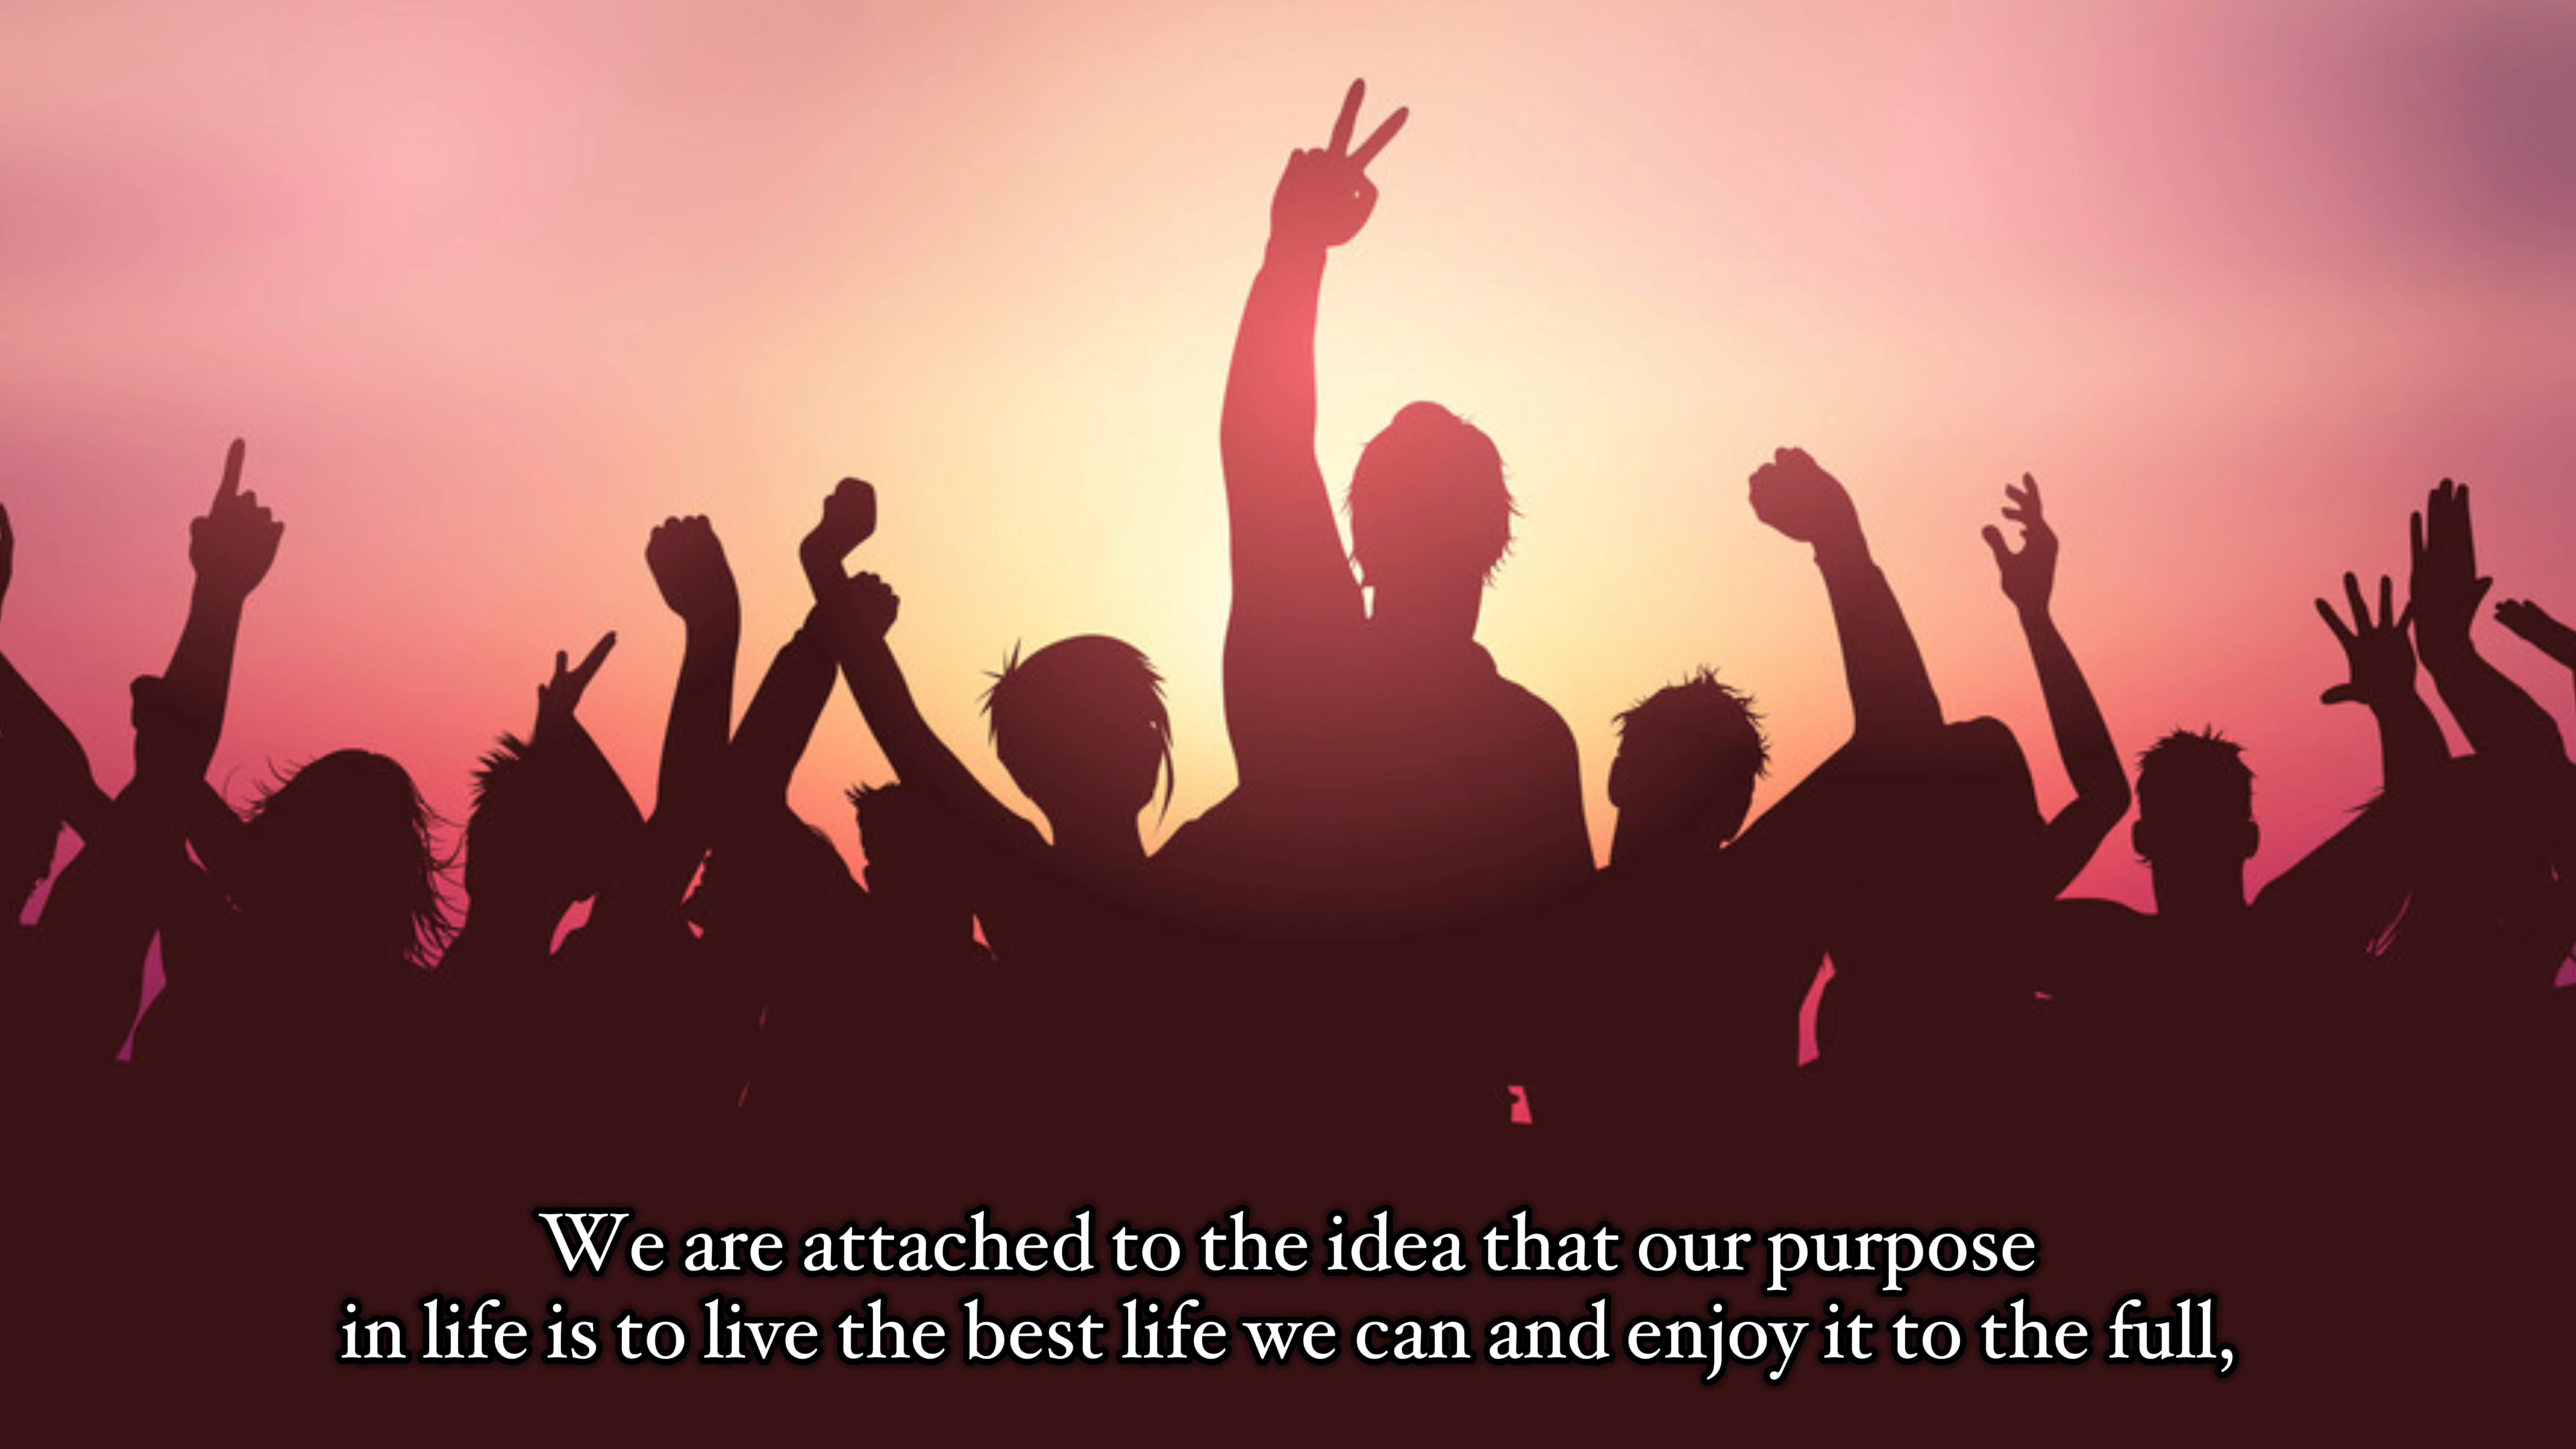 We are attached to the idea that our purpose
in life is to live the best life we can and enjoy it to the full,